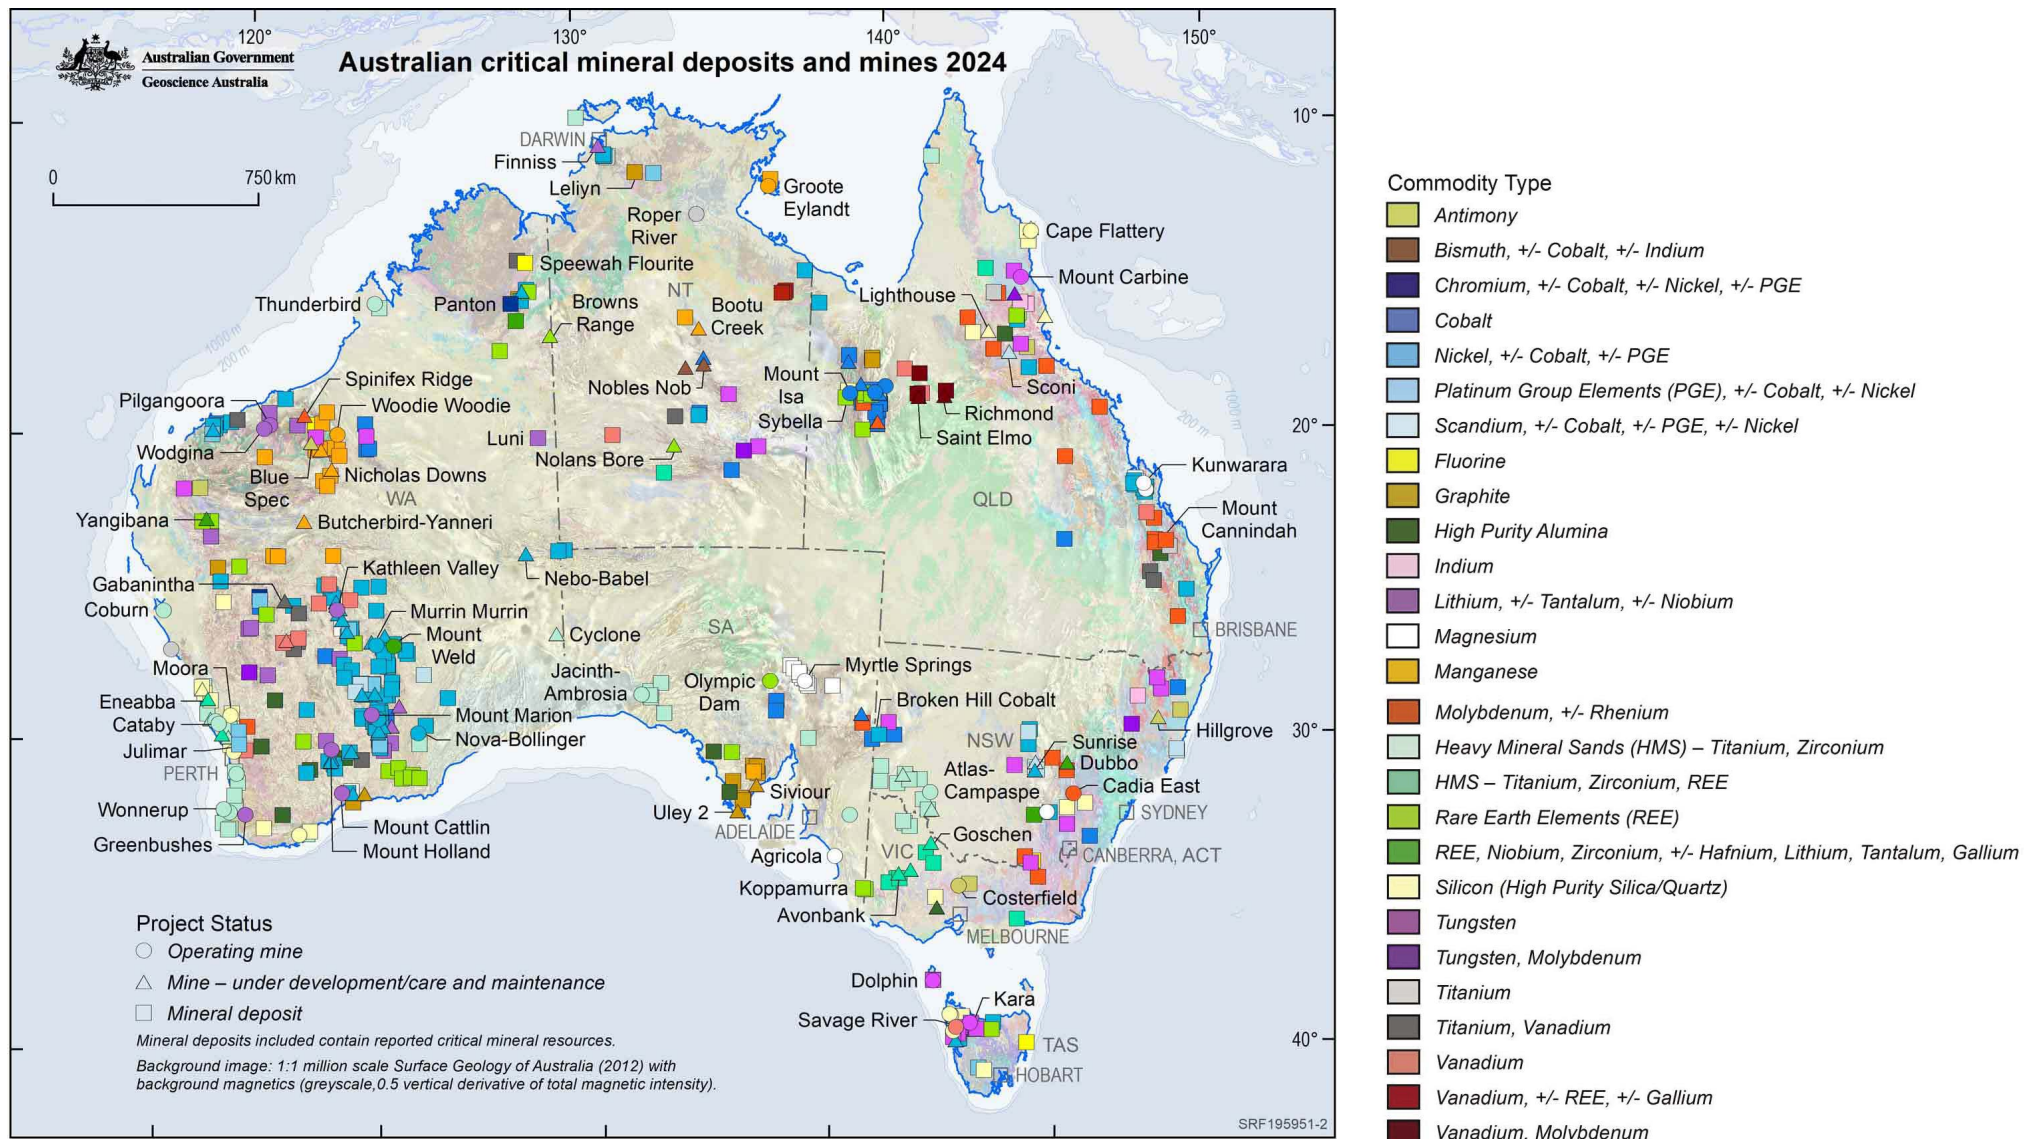 120°
130°
140°
150°
Australian Government
Geoscience Australia
Australian critical mineral deposits and mines 2024
10°
DARWIN
Finniss
Leliyn
0
750 km
Groote
Eylandt
Roper
River
Cape Flattery
Speewah Flourite
Mount Carbine
NT
Thunderbird
Panton
Browns
Range
Bootu
Creek
Lighthouse
1000 m
200 m
Nobles Nob
Mount
Isa
Sybella
Sconi
Richmond
Saint Elmo
1000 m
200 m
Spinifex Ridge
Pilgangoora
Woodie Woodie
20°
Luni
Wodgina
Nolans Bore
Kunwarara
Blue
Spec
Nicholas Downs
WA
QLD
Mount
Cannindah
Yangibana
Butcherbird-Yanneri
Kathleen Valley
Nebo-Babel
Gabanintha
Coburn
Murrin Murrin
Cyclone
SA
BRISBANE
Mount
Weld
Moora
Jacinth-
Ambrosia
Olympic
Dam
Myrtle Springs
Eneabba
Broken Hill Cobalt
Cataby
Mount Marion
Hillgrove
30°
Julimar
Nova-Bollinger
NSW
Sunrise
Dubbo
PERTH
Atlas-
Campaspe
Cadia East
Siviour
Wonnerup
Uley 2
SYDNEY
ADELAIDE
Mount Cattlin
Greenbushes
Mount Holland
Goschen
Agricola
VIC
CANBERRA, ACT
Koppamurra
Costerfield
Avonbank
MELBOURNE
Dolphin
Kara
Savage River
TAS
40°
HOBART
SRF195951-2
Project Status
Operating mine
Mine – under development/care and maintenance
Mineral deposit
Mineral deposits included contain reported critical mineral resources.
Background image: 1:1 million scale Surface Geology of Australia (2012) with
background magnetics (greyscale,0.5 vertical derivative of total magnetic intensity).
Commodity Type
Antimony
Bismuth, +/- Cobalt, +/- Indium
Chromium, +/- Cobalt, +/- Nickel, +/- PGE
Cobalt
Nickel, +/- Cobalt, +/- PGE
Platinum Group Elements (PGE), +/- Cobalt, +/- Nickel
Scandium, +/- Cobalt, +/- PGE, +/- Nickel
Fluorine
Graphite
High Purity Alumina
Indium
Lithium, +/- Tantalum, +/- Niobium
Magnesium
Manganese
Molybdenum, +/- Rhenium
Heavy Mineral Sands (HMS) – Titanium, Zirconium
HMS – Titanium, Zirconium, REE
Rare Earth Elements (REE)
REE, Niobium, Zirconium, +/- Hafnium, Lithium, Tantalum, Gallium
Silicon (High Purity Silica/Quartz)
Tungsten
Tungsten, Molybdenum
Titanium
Titanium, Vanadium
Vanadium
Vanadium, +/- REE, +/- Gallium
Vanadium, Molybdenum